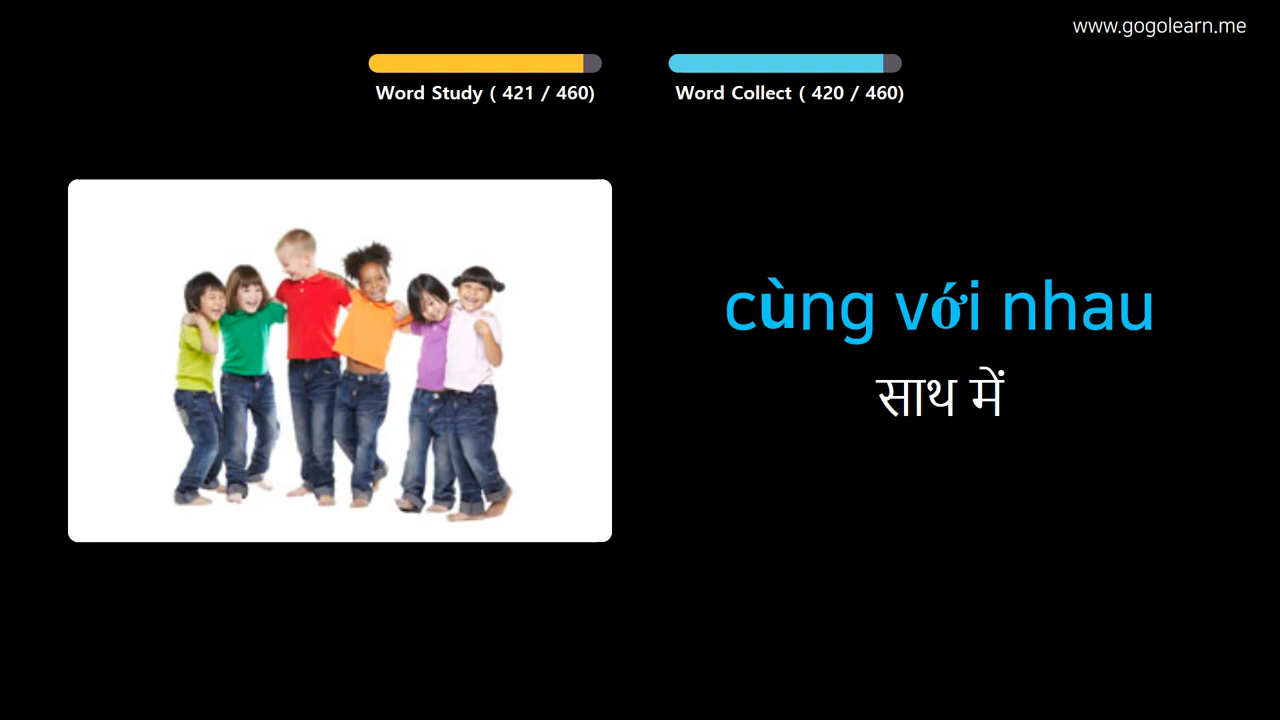 www.gogolearn.me
Word Study ( 421 / 460)
Word Collect ( 420 / 460)
cùng với nhau
साथ में